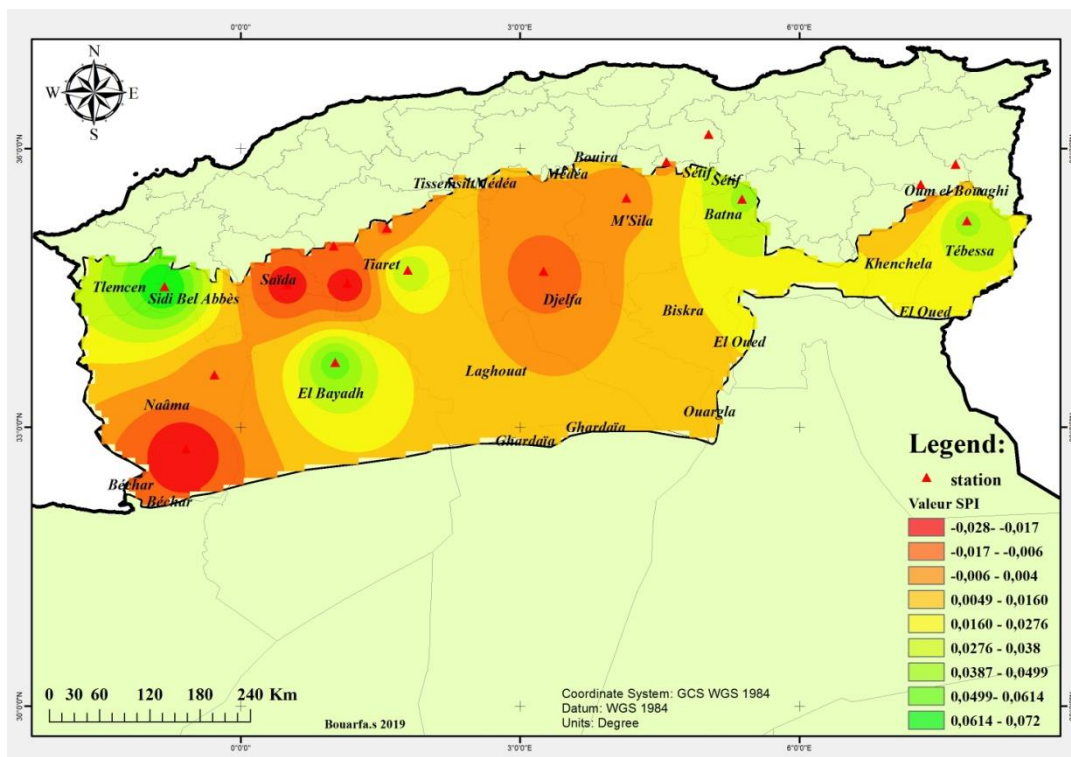 0°0'0"
3°0'0"E
6°0'0"E
N
W E
S
36°0'0"N
Bouira
Tissemsilt Médéa
Médéa
Sétif
Sétif
Oum el Bouaghi
M'Sila
Batna
Tébessa
Tiaret
Khenchela
Saïda
Tlemcen
Sidi Bel Abbès
Djelfa
Biskra
El Oued
El Oued
Laghouat
El Bayadh
Naâma
Ouargla
Ghardaïa
Ghardaïa
33°0'0"N
Béchar
Béchar
Legend:
station
Valeur SPI
-0,028- -0,017
-0,017 - -0,006
-0,006 - 0,004
0,0049 - 0,0160
0,0160 - 0,0276
0,0276 - 0,038
0,0387 - 0,0499
0,0499- 0,0614
0,0614 - 0,072
0 30 60 120 180 240 Km
Coordinate System: GCS WGS 1984
Datum: WGS 1984
Units: Degree
Bouarfa.s 2019
30°0'0"N
0°0'0"
3°0'0"E
6°0'0"E